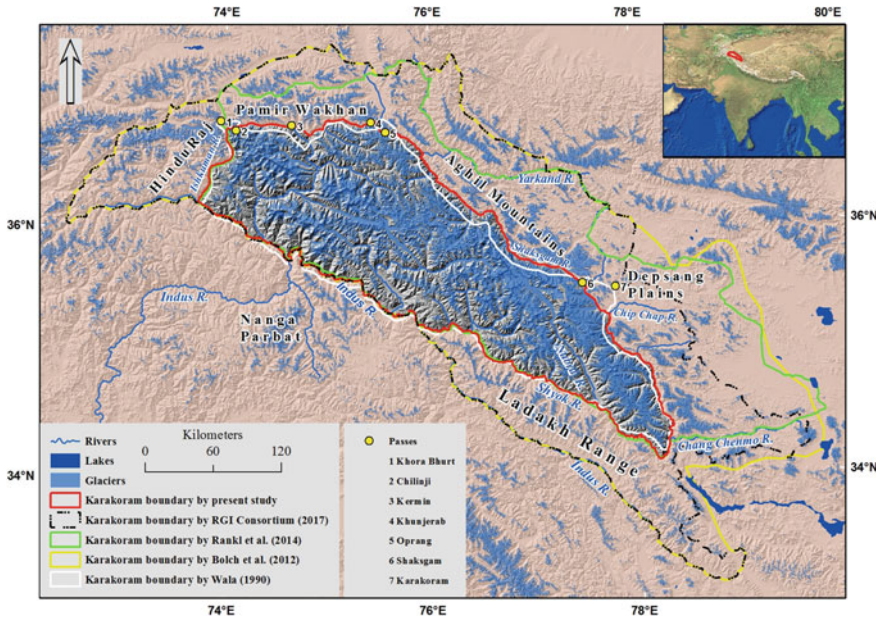 74°E 76°E 78°E 80°E
Pamir Wakhan
1
2
3
4
5
HinduRaj
Aghil Mountains
Yarkand R.
36°N
36°N
Shaksgam R.
6
7
Depsang
Plains
Indus R.
Indus R.
Chip Chap R.
Nanga
Parbat
Nubra R.
Shyok R.
Ladakh Range
Chang Chenmo R.
Indus R.
34°N
34°N
Rivers
Lakes
Glaciers
Kilometers
0 60 120
Karakoram boundary by present study
Karakoram boundary by RGI Consortium (2017)
Karakoram boundary by Rankl et al. (2014)
Karakoram boundary by Bolch et al. (2012)
Karakoram boundary by Wala (1990)
Passes
1 Khora Bhurt
2 Chilinji
3 Kermin
4 Khunjerab
5 Oprang
6 Shaksgam
7 Karakoram
74°E 76°E 78°E